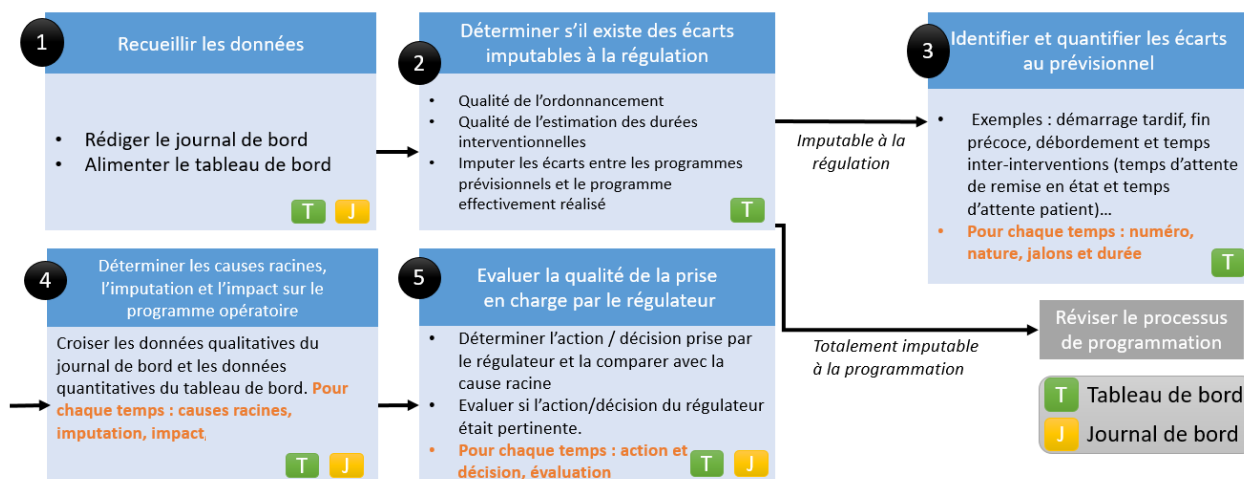 1
Recueillir les données
• Rédiger le journal de bord
• Alimenter le tableau de bord
T J
2
Déterminer s'il existe des écarts
imputables à la régulation
• Qualité de l'ordonnancement
• Qualité de l'estimation des durées
interventionnelles
• Imputer les écarts entre les programmes
prévisionnels et le programme
effectivement réalisé
T
Imputable à la
régulation
3
Identifier et quantifier les écarts
au prévisionnel
• Exemples : démarrage tardif, fin
précoce, débordement et temps
inter-interventions (temps d'attente
de remise en état et temps
d'attente patient)...
• Pour chaque temps : numéro,
nature, jalons et durée
T
4
Déterminer les causes racines,
l'imputation et l'impact sur le
programme opératoire
Croiser les données qualitatives du
journal de bord et les données
quantitatives du tableau de bord. Pour
chaque temps : causes racines,
imputation, impact,
T J
5
Evaluer la qualité de la prise
en charge par le régulateur
• Déterminer l'action / décision prise par
le régulateur et la comparer avec la
cause racine
• Evaluer si l'action/décision du régulateur
était pertinente.
• Pour chaque temps : action et
décision, évaluation
T J
Totalement imputable
à la programmation
Réviser le processus
de programmation
T Tableau de bord
J Journal de bord